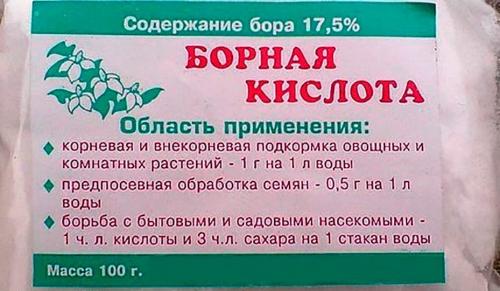 Содержание бора 17,5%
БОРНАЯ
КИСЛОТА
Область применения:
корневая и внекорневая подкормка овощных и
комнатных растений - 1 г на 1 л воды
предпосевная обработка семян - 0,5 г на 1 л
воды
борьба с бытовыми и садовыми насекомыми -
1 ч. л. кислоты и 3 ч.л. сахара на 1 стакан воды
Масса 100 г.